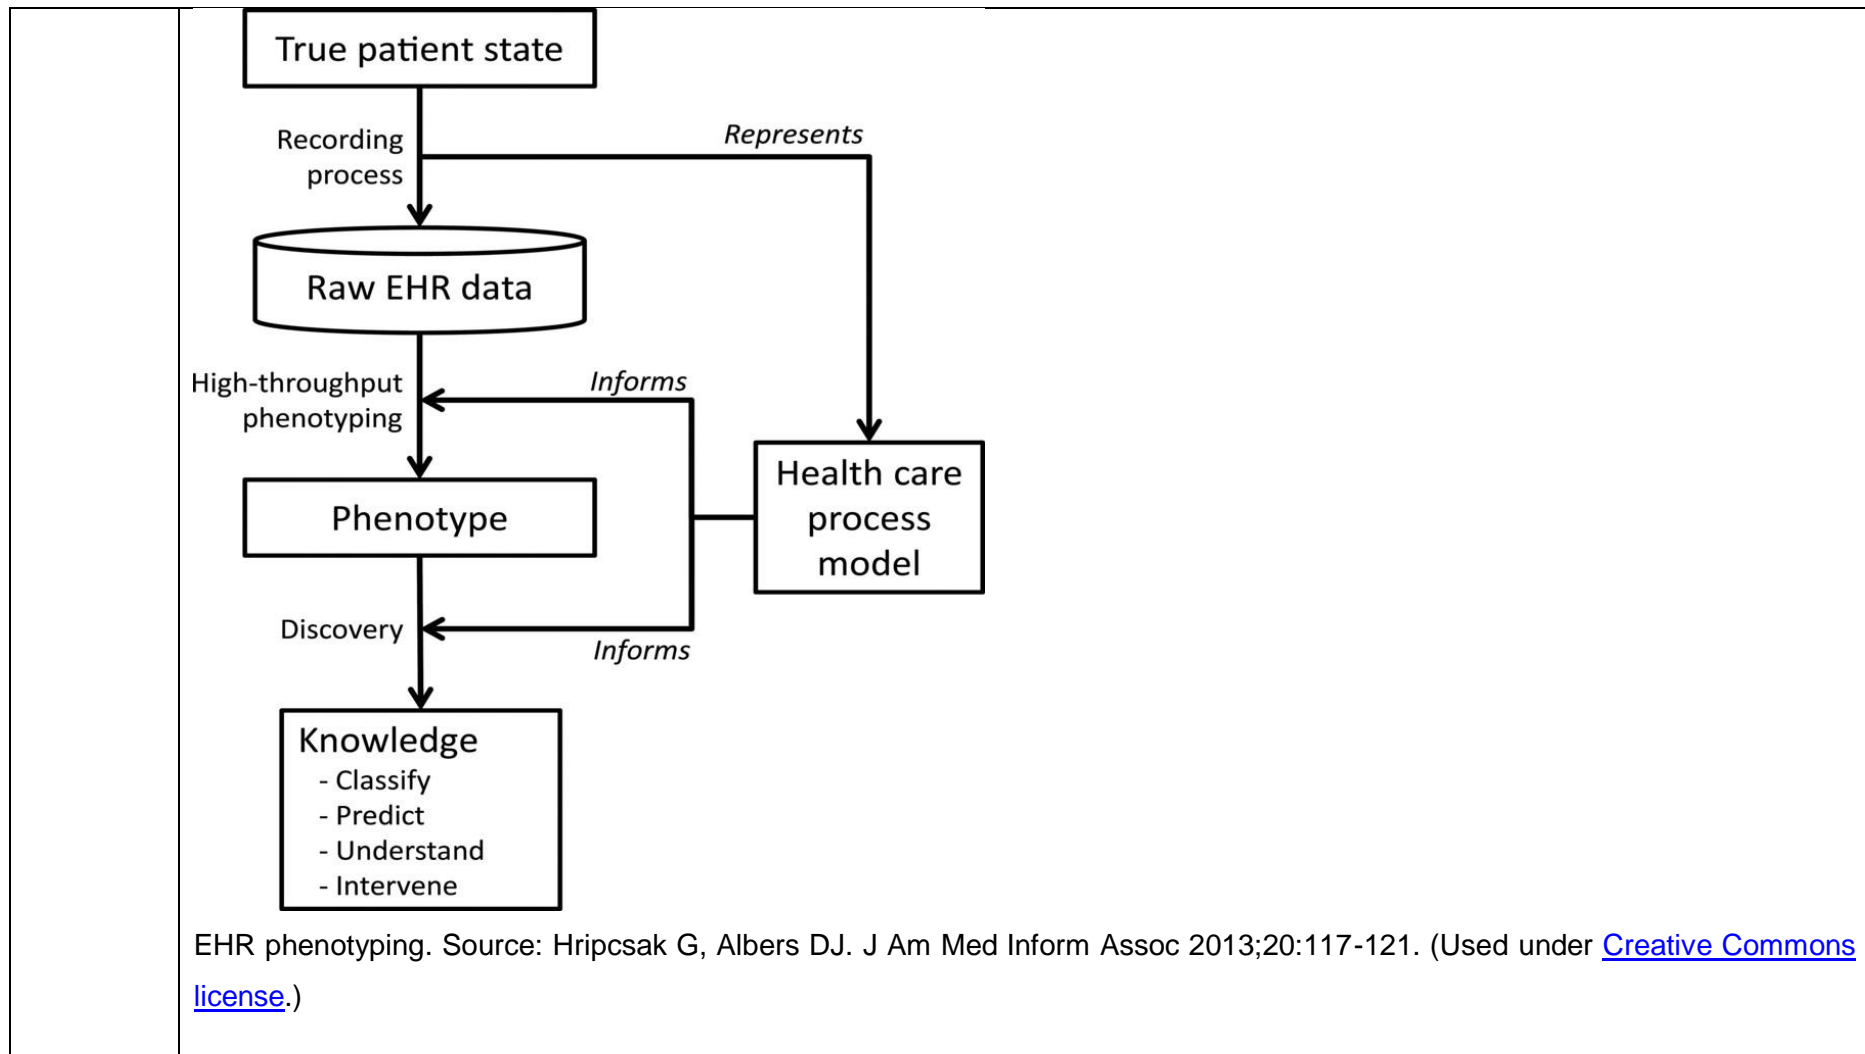 True patient state
Recording
process
Represents
Raw EHR data
High-throughput
phenotyping
Informs
Health care
process
model
Phenotype
Discovery
Informs
Knowledge
- Classify
- Predict
- Understand
- Intervene
EHR phenotyping. Source: Hripcsak G, Albers DJ. J Am Med Inform Assoc 2013;20:117-121. (Used under Creative Commons
license.)